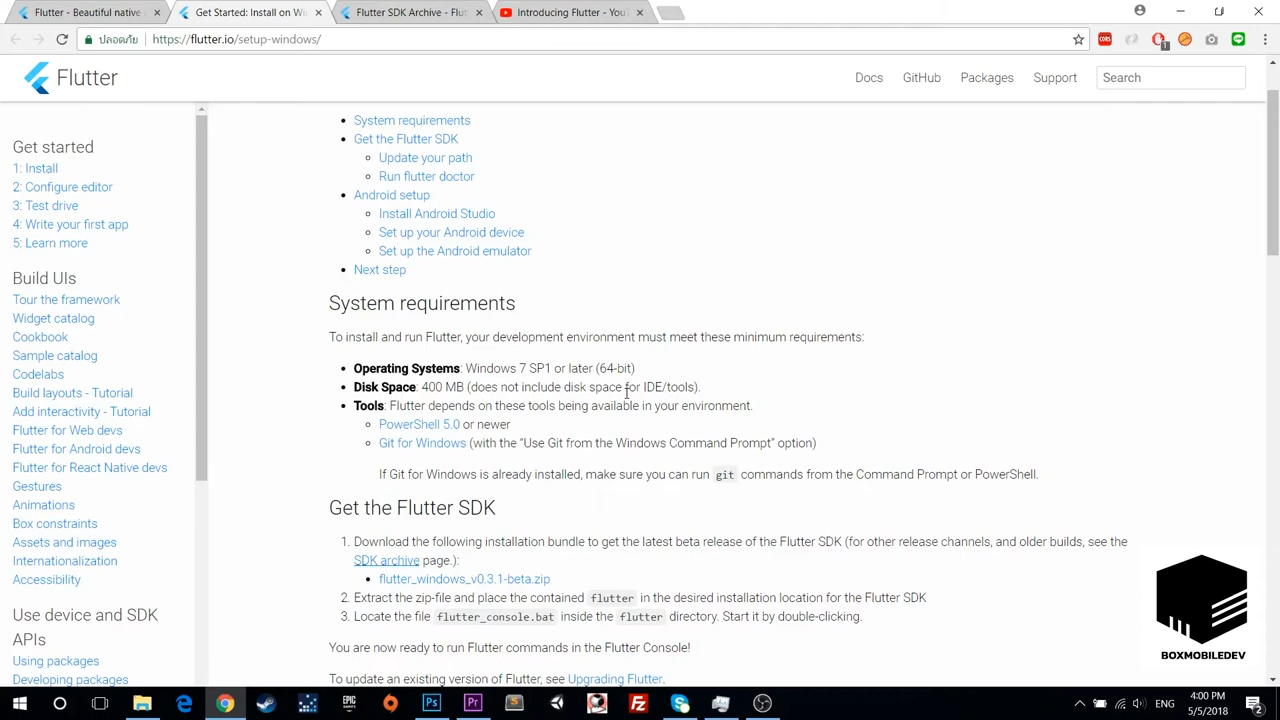 Flutter - Beautiful native
Get Started: Install on Wi
Flutter SDK Archive - Flut
Introducing Flutter - You
ปลอดภัย
https://flutter.io/setup-windows/
CORS
1
Flutter
Docs
GitHub
Packages
Support
Search
Get started
1: Install
2: Configure editor
3: Test drive
4: Write your first app
5: Learn more
Build UIs
Tour the framework
Widget catalog
Cookbook
Sample catalog
Codelabs
Build layouts - Tutorial
Add interactivity - Tutorial
Flutter for Web devs
Flutter for Android devs
Flutter for React Native devs
Gestures
Animations
Box constraints
Assets and images
Internationalization
Accessibility
Use device and SDK
APIs
Using packages
Developing packages
System requirements
Get the Flutter SDK
Update your path
Run flutter doctor
Android setup
Install Android Studio
Set up your Android device
Set up the Android emulator
Next step
System requirements
To install and run Flutter, your development environment must meet these minimum requirements:
Operating Systems: Windows 7 SP1 or later (64-bit)
Disk Space: 400 MB (does not include disk space for IDE/tools).
Tools: Flutter depends on these tools being available in your environment.
PowerShell 5.0 or newer
Git for Windows (with the “Use Git from the Windows Command Prompt” option)
If Git for Windows is already installed, make sure you can run git commands from the Command Prompt or PowerShell.
Get the Flutter SDK
1. Download the following installation bundle to get the latest beta release of the Flutter SDK (for other release channels, and older builds, see the
SDK archive page.):
flutter_windows_v0.3.1-beta.zip
2. Extract the zip-file and place the contained flutter in the desired installation location for the Flutter SDK
3. Locate the file flutter_console.bat inside the flutter directory. Start it by double-clicking.
You are now ready to run Flutter commands in the Flutter Console!
To update an existing version of Flutter, see Upgrading Flutter.
BOXMOBILEDEV
EPIC
GAMES
Ps
Pr
ENG
4:00 PM
5/5/2018
2